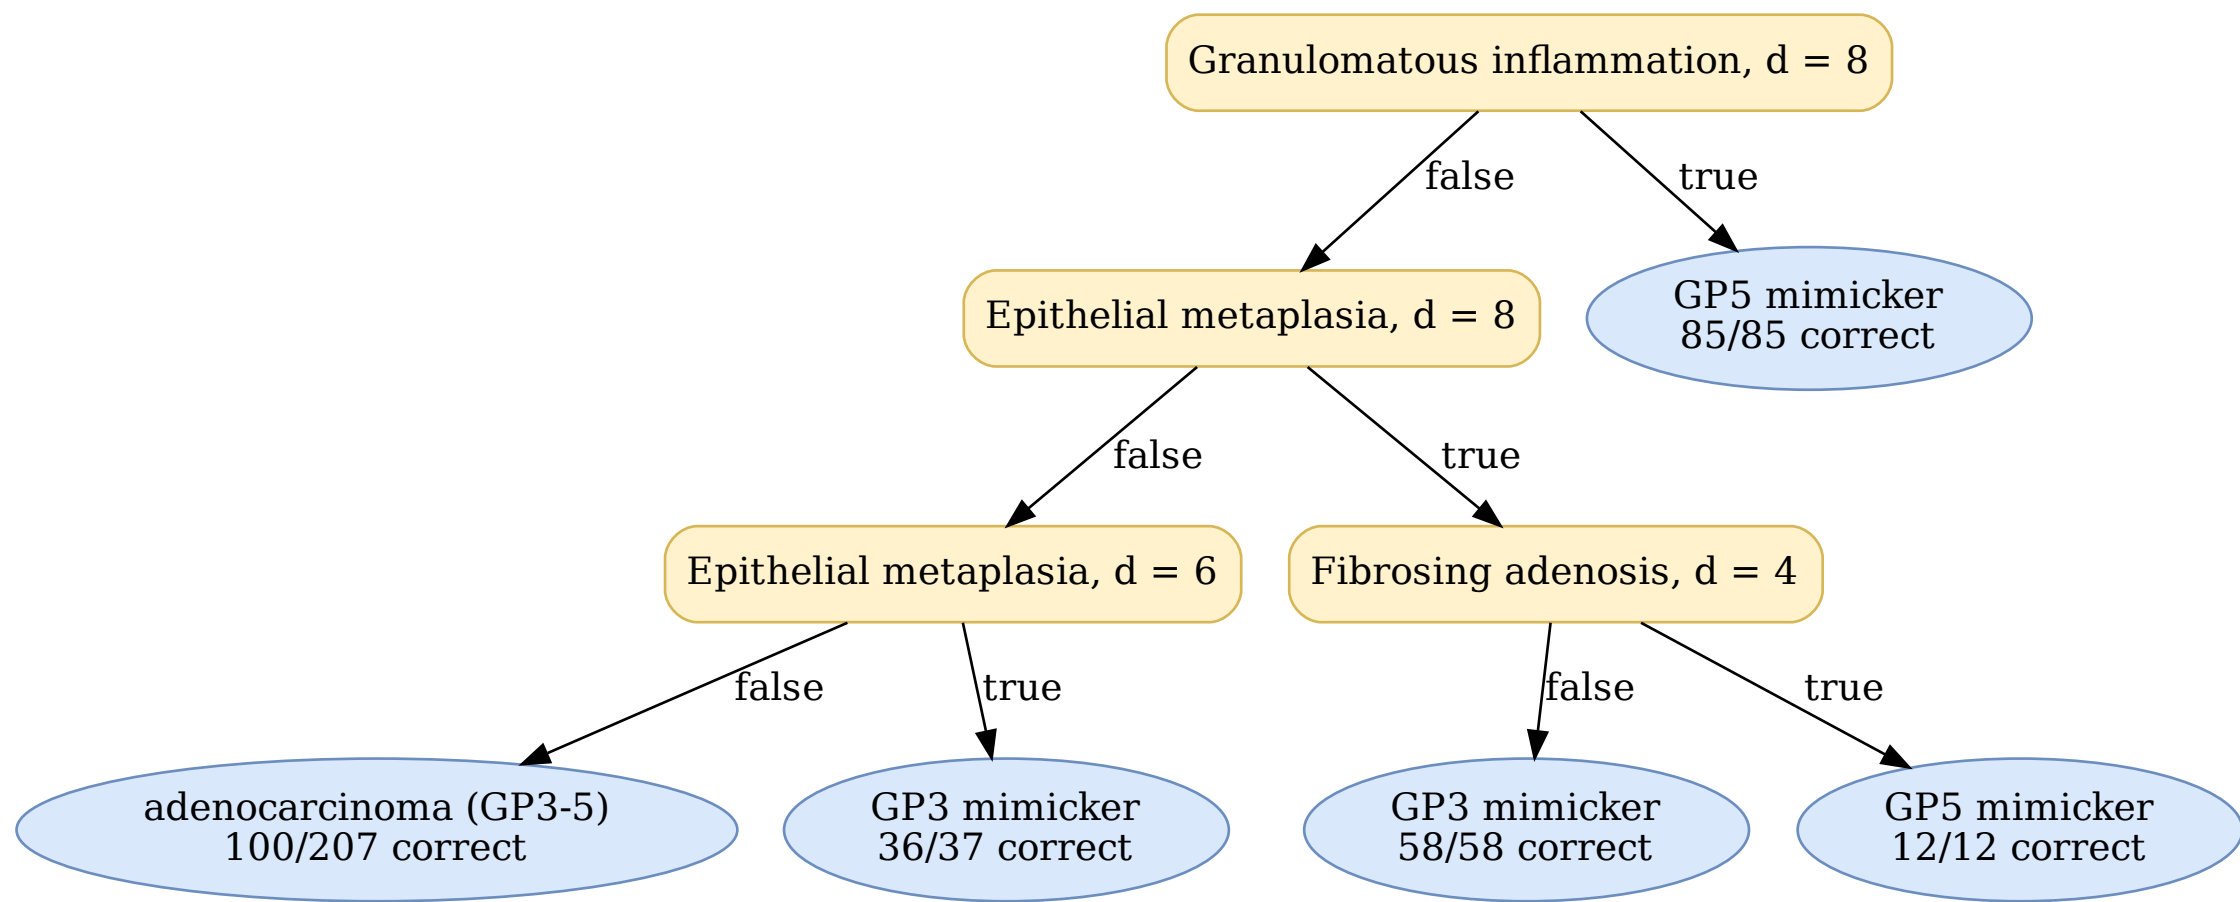 Granulomatous inflammation, d = 8
false
true
Epithelial metaplasia, d = 8
GP5 mimicker
85/85 correct
false
true
Epithelial metaplasia, d = 6
Fibrosing adenosis, d = 4
false
true
false
true
adenocarcinoma (GP3-5)
100/207 correct
GP3 mimicker
36/37 correct
GP3 mimicker
58/58 correct
GP5 mimicker
12/12 correct